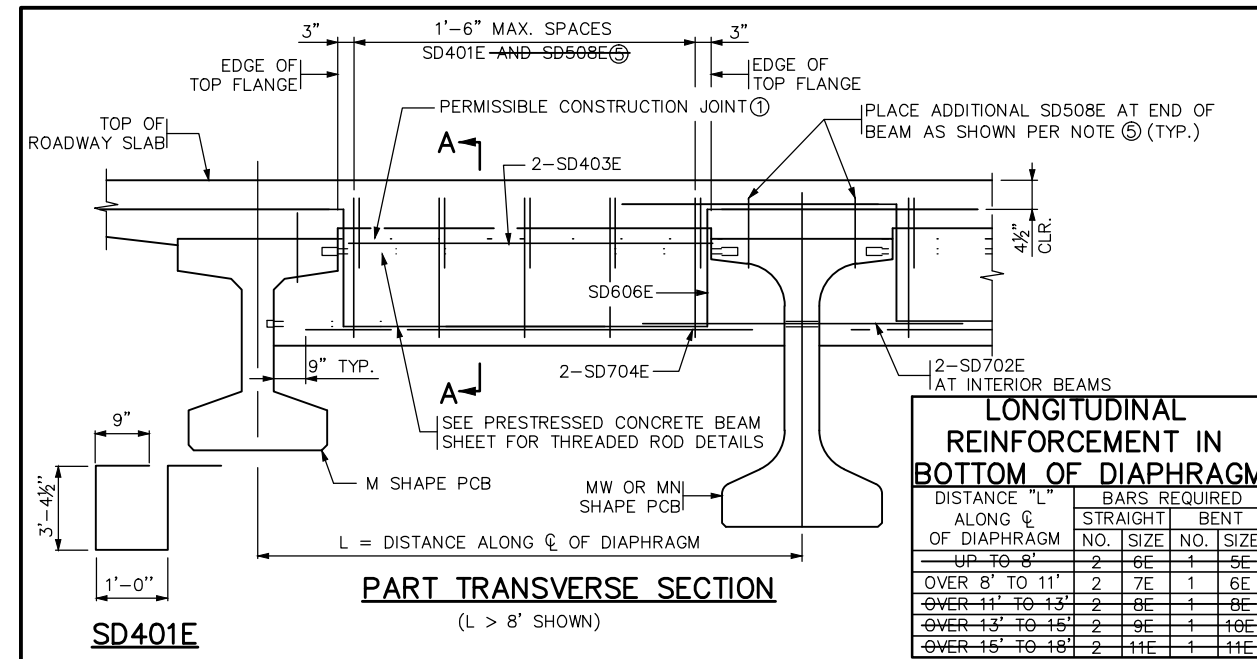 3" 1'-6" MAX. SPACES 3"
SD401E AND SD508E ⑤
EDGE OF
TOP FLANGE
EDGE OF
TOP FLANGE
PERMISSIBLE CONSTRUCTION JOINT ①
PLACE ADDITIONAL SD508E AT END OF
BEAM AS SHOWN PER NOTE ⑤ (TYP.)
TOP OF
ROADWAY SLAB
A
2-SD403E
4½"
CLR.
SD606E
9" TYP.
2-SD704E
2-SD702E
AT INTERIOR BEAMS
A
SEE PRESTRESSED CONCRETE BEAM
SHEET FOR THREADED ROD DETAILS
9"
M SHAPE PCB
MW OR MN
SHAPE PCB
3'-4½"
L = DISTANCE ALONG ℄ OF DIAPHRAGM
1'-0"
PART TRANSVERSE SECTION
(L > 8' SHOWN)
SD401E
LONGITUDINAL
REINFORCEMENT IN
BOTTOM OF DIAPHRAGM
DISTANCE "L"
ALONG ℄
OF DIAPHRAGM
BARS REQUIRED
STRAIGHT BENT
NO. SIZE NO. SIZE
UP TO 8' 2 6E 1 5E
OVER 8' TO 11' 2 7E 1 6E
OVER 11' TO 13' 2 8E 1 8E
OVER 13' TO 15' 2 9E 1 10E
OVER 15' TO 18' 2 11E 1 11E